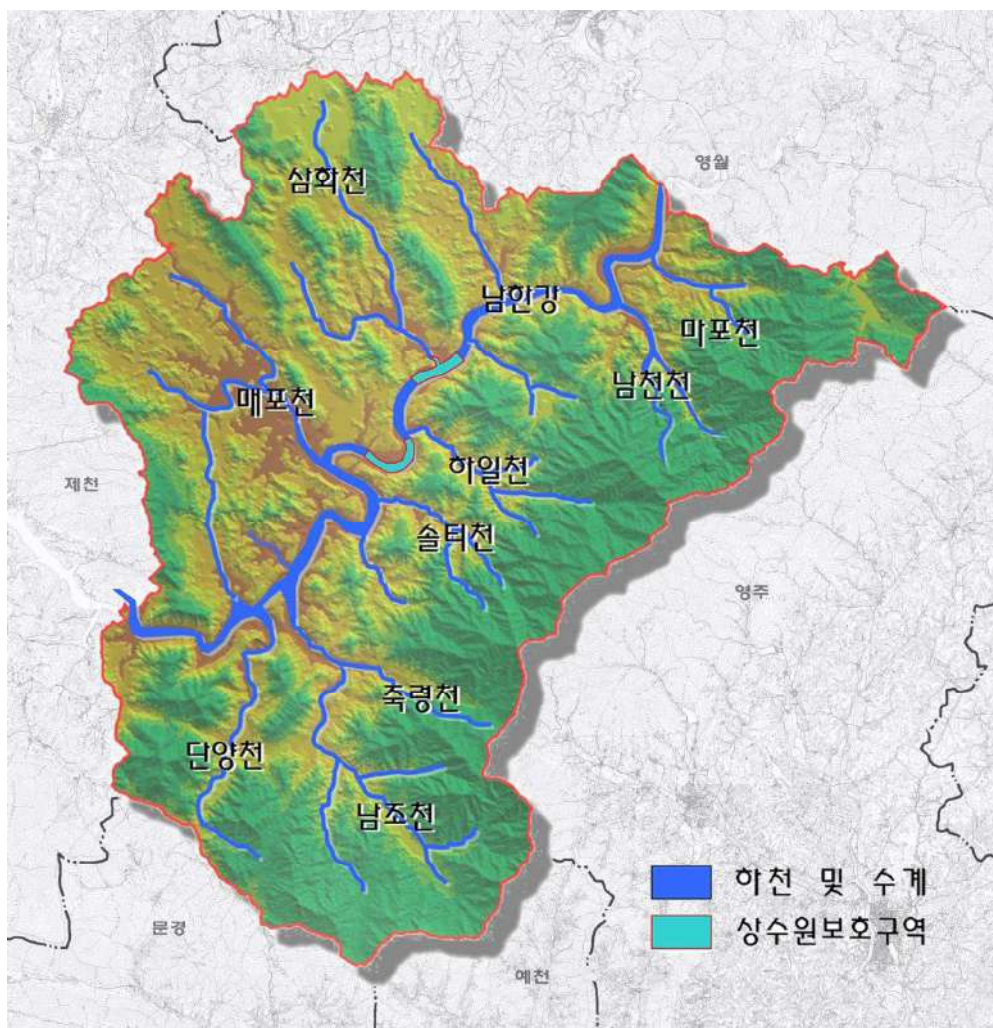 영월
삼화천
남한강
마포천
남천천
매포천
하일천
제천
솔티천
영주
축령천
단양천
남조천
하천 및 수계
상수원보호구역
문경
예천